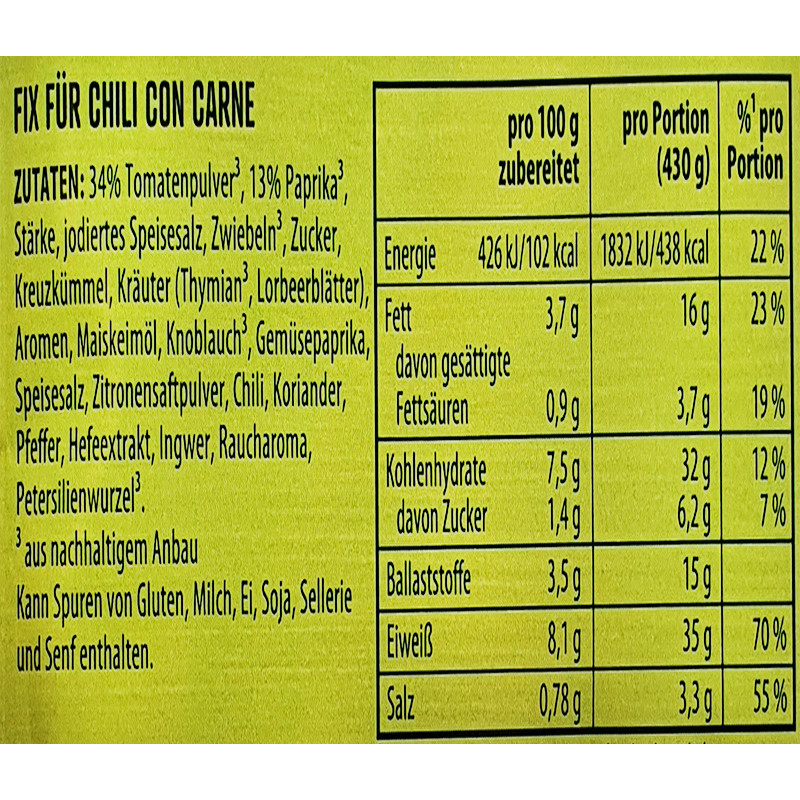 FIX FÜR CHILI CON CARNE
ZUTATEN: 34% Tomatenpulver³, 13% Paprika³,
Stärke, jodiertes Speisesalz, Zwiebeln³, Zucker,
Kreuzkümmel, Kräuter (Thymian³, Lorbeerblätter),
Aromen, Maiskeimöl, Knoblauch³, Gemüsepaprika,
Speisesalz, Zitronensaftpulver, Chili, Koriander,
Pfeffer, Hefeextrakt, Ingwer, Raucharoma,
Petersilienwurzel³.
³ aus nachhaltigem Anbau
Kann Spuren von Gluten, Milch, Ei, Soja, Sellerie
und Senf enthalten.
pro 100 g pro Portion %¹ pro
zubereitet (430 g) Portion
Energie 426 kJ/102 kcal 1832 kJ/438 kcal 22 %
Fett 3,7 g 16 g 23 %
davon gesättigte
Fettsäuren 0,9 g 3,7 g 19 %
Kohlenhydrate 7,5 g 32 g 12 %
davon Zucker 1,4 g 6,2 g 7 %
Ballaststoffe 3,5 g 15 g
Eiweiß 8,1 g 35 g 70 %
Salz 0,78 g 3,3 g 55 %